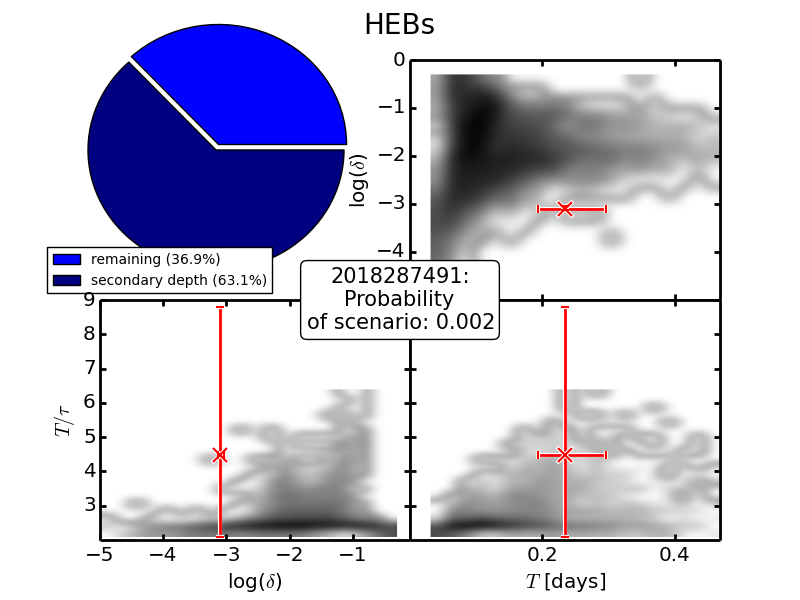 HEBs
remaining (36.9%)
secondary depth (63.1%)
log(δ)
0
−1
−2
−3
−4
2018287491:
Probability
of scenario: 0.002
T/τ
9
8
7
6
5
4
3
−5
−4
−3
−2
−1
0.2
0.4
log(δ)
T [days]